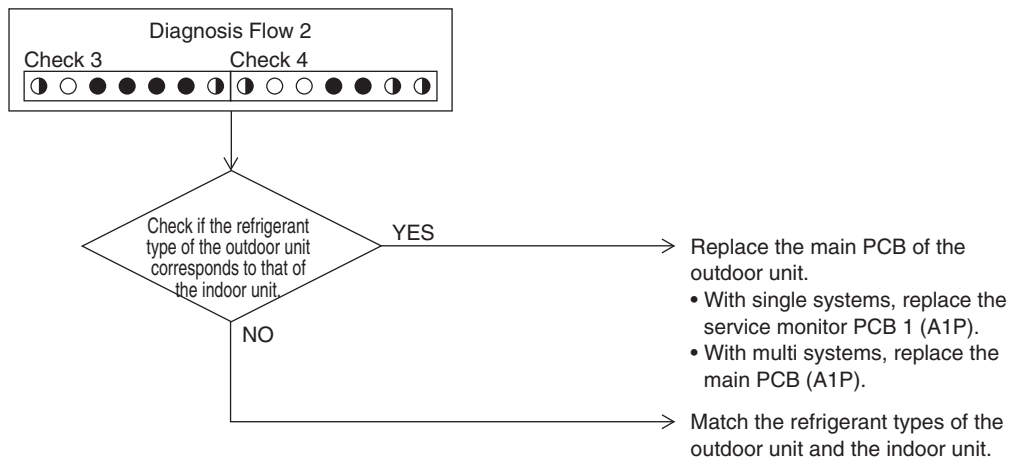 Diagnosis Flow 2
Check 3 Check 4
Check if the refrigerant
type of the outdoor unit
corresponds to that of
the indoor unit.
YES
NO
Replace the main PCB of the
outdoor unit.
• With single systems, replace the
service monitor PCB 1 (A1P).
• With multi systems, replace the
main PCB (A1P).
Match the refrigerant types of the
outdoor unit and the indoor unit.